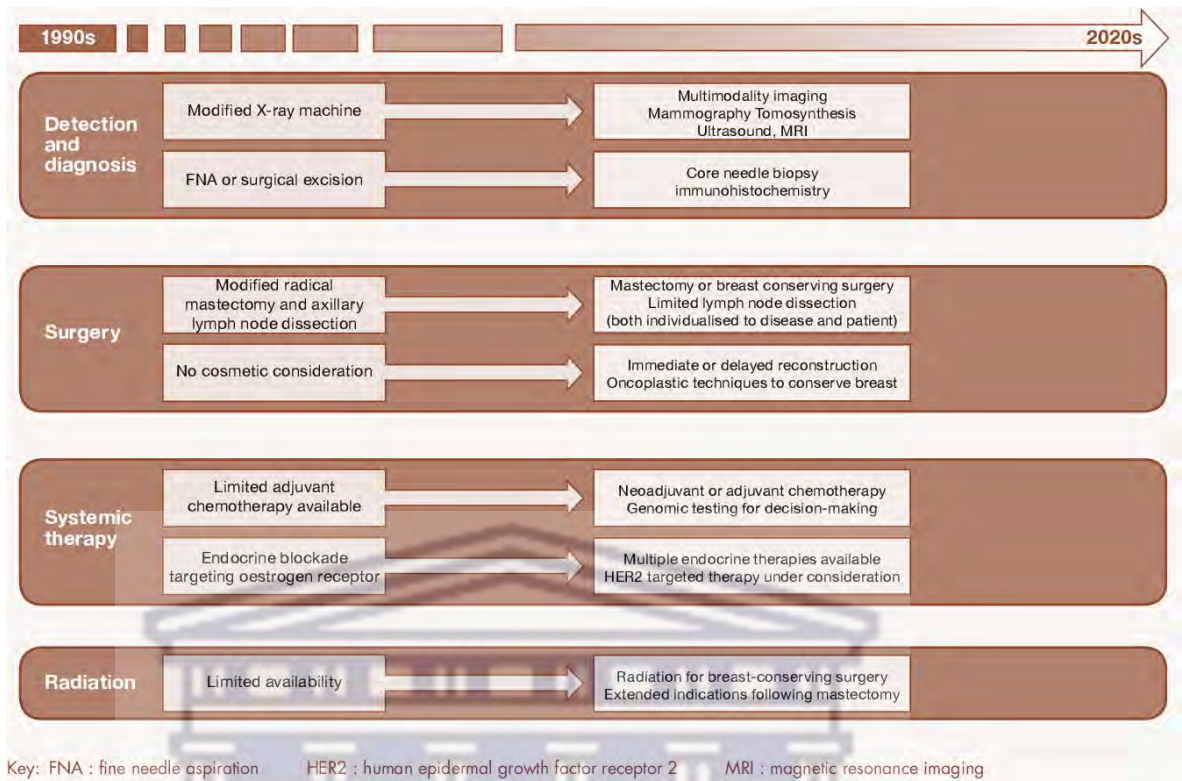 1990s
2020s
Detection
and
diagnosis
Modified X-ray machine
Multimodality imaging
Mammography Tomosynthesis
Ultrasound, MRI
FNA or surgical excision
Core needle biopsy
immunohistochemistry
Surgery
Modified radical
mastectomy and axillary
lymph node dissection
Mastectomy or breast conserving surgery
Limited lymph node dissection
(both individualised to disease and patient)
No cosmetic consideration
Immediate or delayed reconstruction
Oncoplastic techniques to conserve breast
Systemic
therapy
Limited adjuvant
chemotherapy available
Neoadjuvant or adjuvant chemotherapy
Genomic testing for decision-making
Endocrine blockade
targeting oestrogen receptor
Multiple endocrine therapies available
HER2 targeted therapy under consideration
Radiation
Limited availability
Radiation for breast-conserving surgery
Extended indications following mastectomy
Key: FNA : fine needle aspiration HER2 : human epidermal growth factor receptor 2 MRI : magnetic resonance imaging